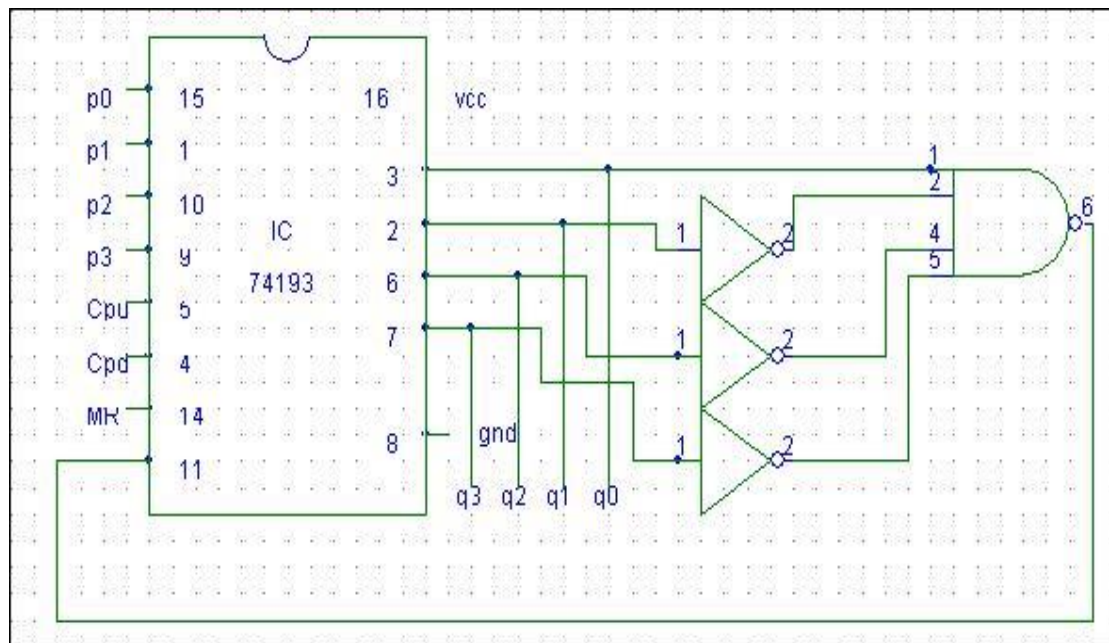 p0 15 16 vcc
p1 1 3 1
2
p2 10 2 1 2 6
IC
p3 9 6 4
74193 5
Cpu 5 7
Cpd 4 1 2
MR 14 8 gnd
11 1 2
q3 q2 q1 q0